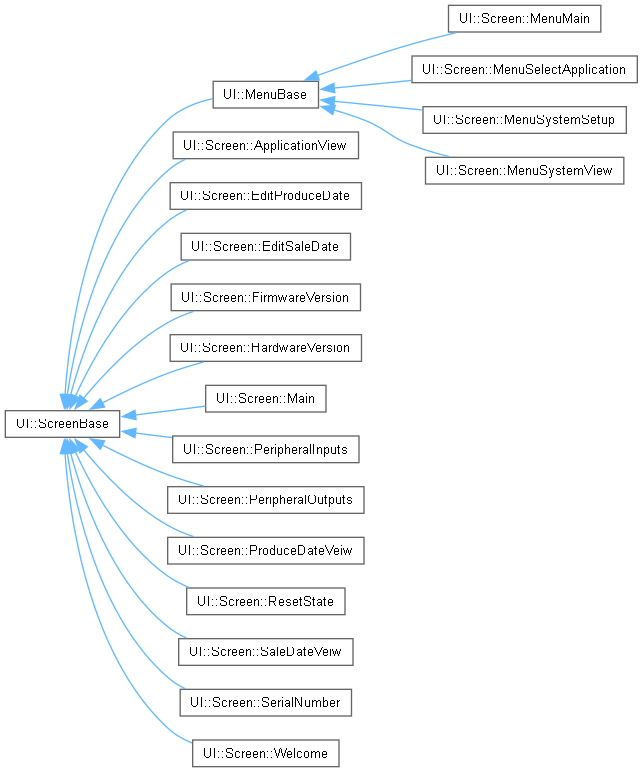 UI::Screen::MenuMain
UI::Screen::MenuSelectApplication
UI::MenuBase
UI::Screen::MenuSystemSetup
UI::Screen::ApplicationView
UI::Screen::MenuSystemView
UI::Screen::EditProduceDate
UI::Screen::EditSaleDate
UI::Screen::FirmwareVersion
UI::Screen::HardwareVersion
UI::Screen::Main
UI::ScreenBase
UI::Screen::PeripheralInputs
UI::Screen::PeripheralOutputs
UI::Screen::ProduceDateVeiw
UI::Screen::ResetState
UI::Screen::SaleDateVeiw
UI::Screen::SerialNumber
UI::Screen::Welcome